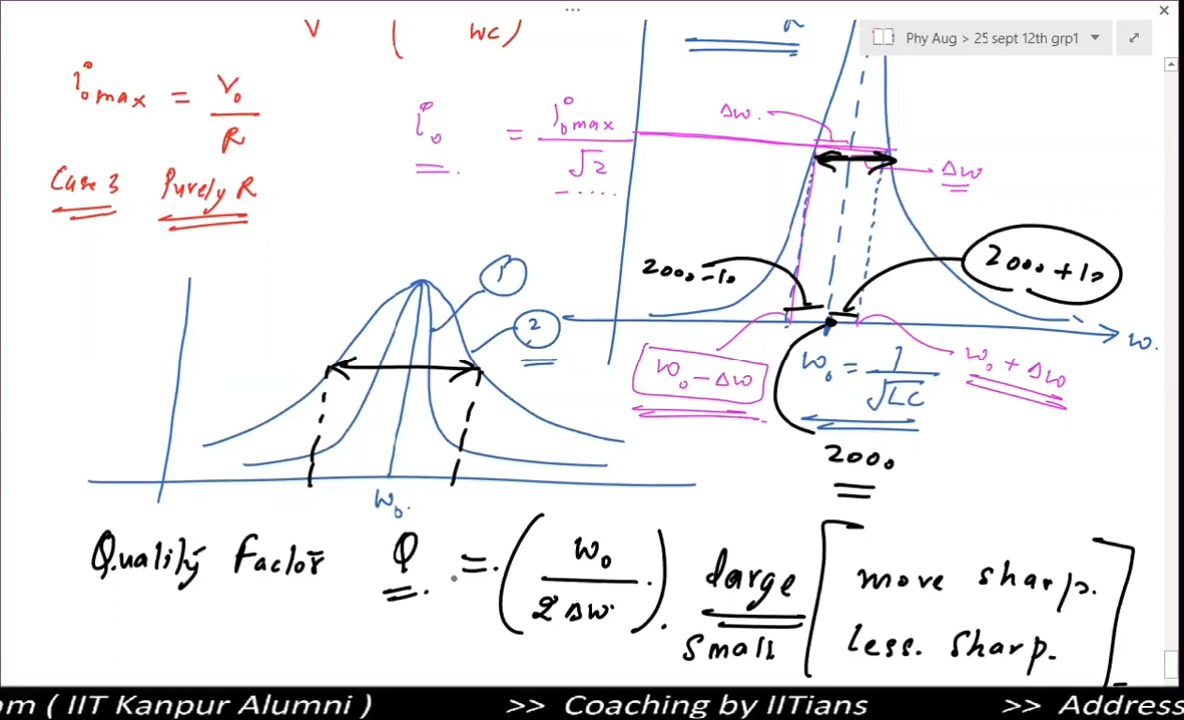 ...
Phy Aug > 25 sept 12th grp1
V ( wc)
R
i₀max = V₀/R
i₀ = i₀max/√2
Δw.
Δw
Case 3 Purely R
2000-10
2000+10
1
2
w.
w₀ - Δw
w₀ = 1/√LC
w₀ + Δw
2000
w₀.
Quality Factor Q = (w₀/2Δw). large [more sharp.
small less. sharp.]
om ( IIT Kanpur Alumni ) >> Coaching by IITians >> Address